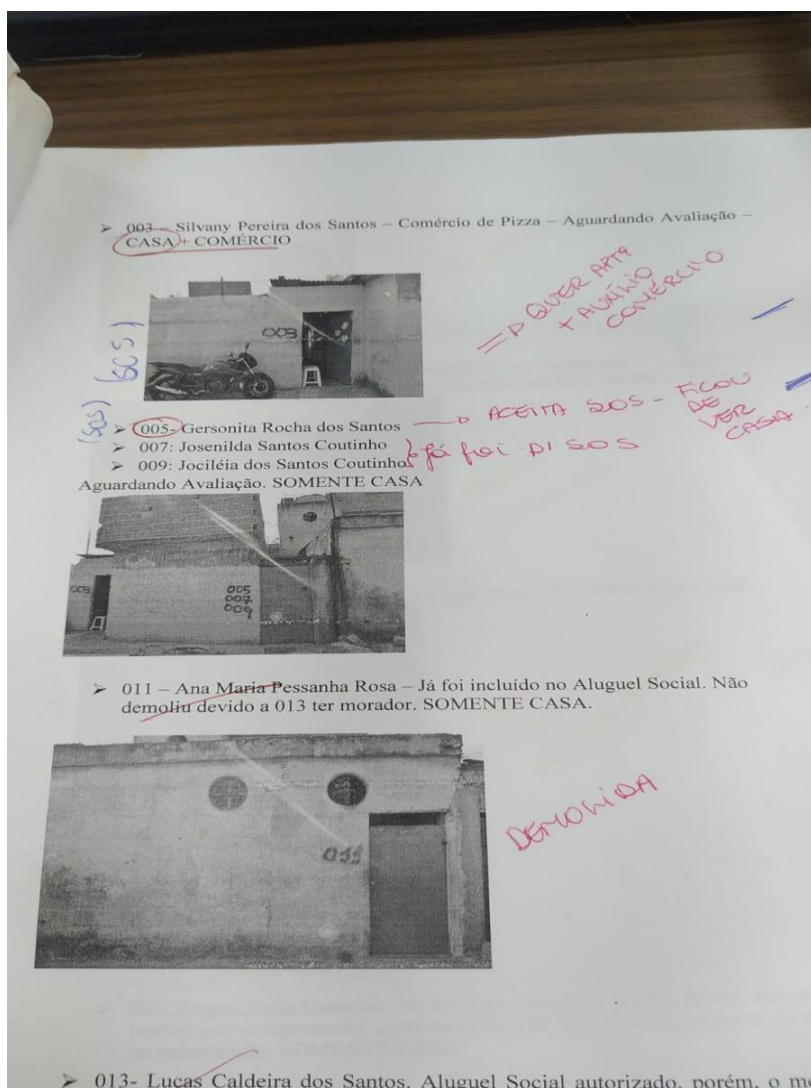 ➤ 003 – Silvany Pereira dos Santos – Comércio de Pizza – Aguardando Avaliação –
CASA + COMÉRCIO
=> QUER APTº
+ AUXÍLIO
COMÉRCIO
003
(SOS)
(SOS)
➤ 005- Gersonita Rocha dos Santos
ACEITA SOS - FICOU
DE
VER
CASA
➤ 007: Josenilda Santos Coutinho
➤ 009: Jociléia dos Santos Coutinho
já foi p/ SOS
Aguardando Avaliação. SOMENTE CASA
003
005
007
009
➤ 011 – Ana Maria Pessanha Rosa – Já foi incluído no Aluguel Social. Não
demoliu devido a 013 ter morador. SOMENTE CASA.
011
DEMOLIDA
➤ 013- Lucas Caldeira dos Santos. Aluguel Social autorizado, porém, o